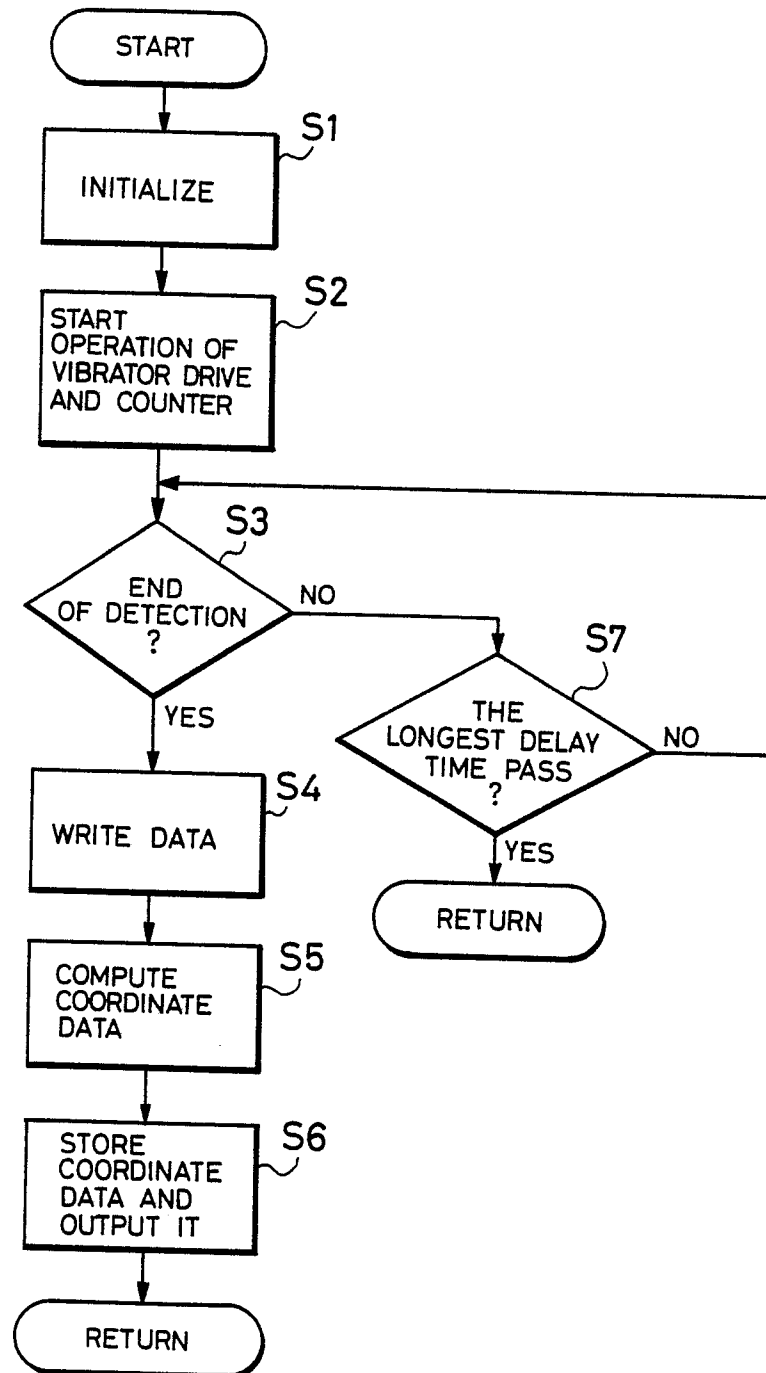 START
S1
INITIALIZE
S2
START
OPERATION OF
VIBRATOR DRIVE
AND COUNTER
S3
END
OF DETECTION
?
NO
YES
S7
THE
LONGEST DELAY
TIME PASS
?
NO
YES
RETURN
S4
WRITE DATA
S5
COMPUTE
COORDINATE
DATA
S6
STORE
COORDINATE
DATA AND
OUTPUT IT
RETURN